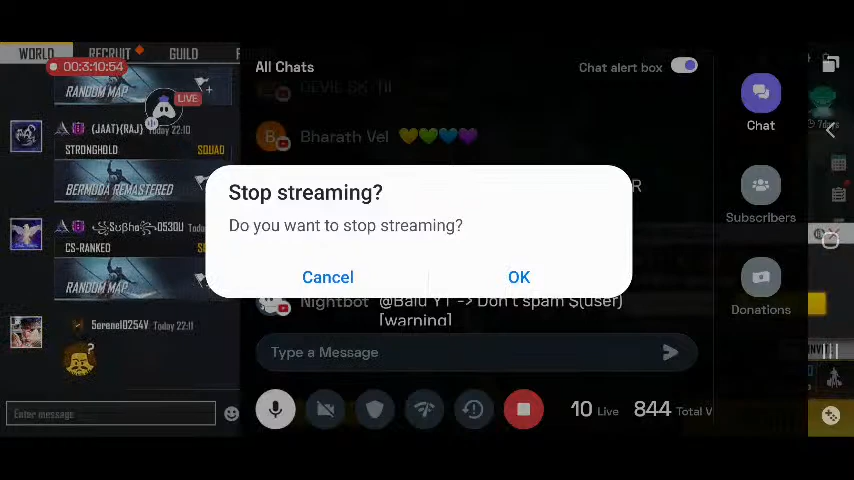 WORLD RECRUIT GUILD
00:3:10:54
All Chats
Chat alert box
RANDOM MAP
LIVE
Chat
(JAAT){RAJ) Today 22:10
Bharath Vel 💛💚💙💜
STRONGHOLD SQUAD
BERMUDA REMASTERED
Stop streaming?
Do you want to stop streaming?
Cancel OK
Subscribers
CS-RANKED
RANDOM MAP
Nightbot @Balu YT -> Don't spam $(user)
[warning]
Donations
Serene10254V Today 22:11
?
Type a Message
Enter message
10 Live 844 Total V
7days